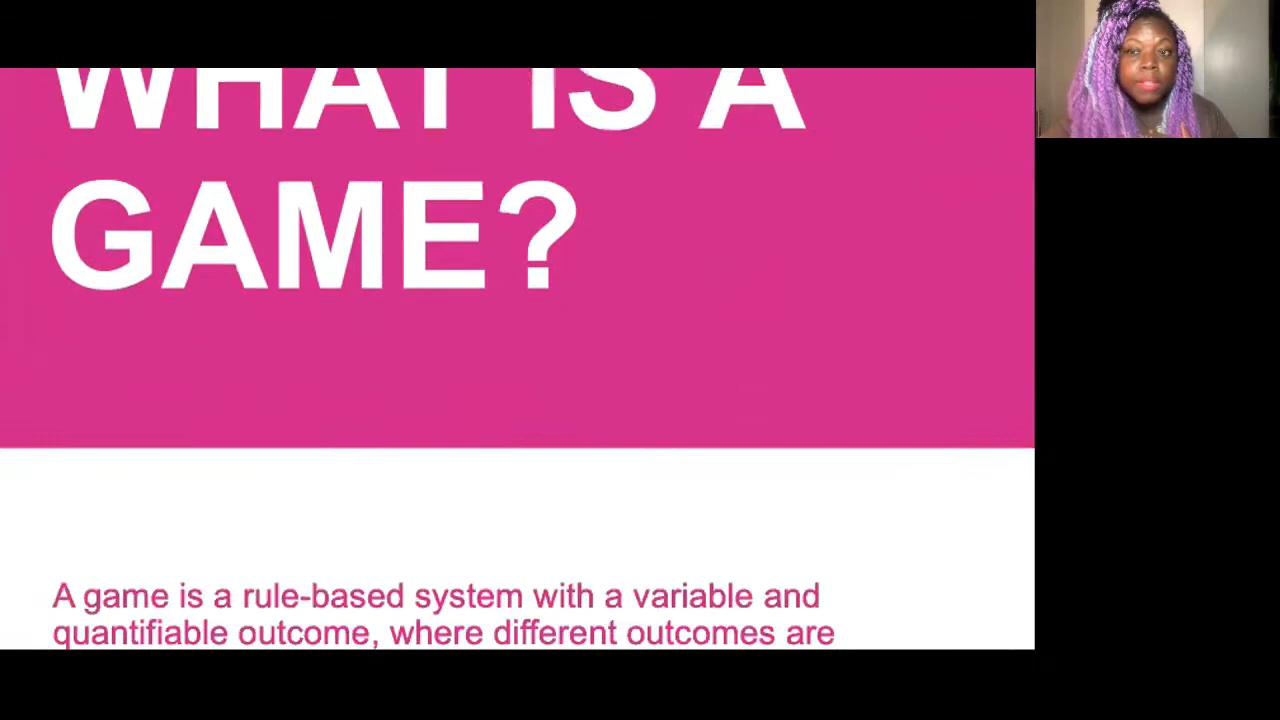 WHAT IS A
GAME?
A game is a rule-based system with a variable and
quantifiable outcome, where different outcomes are